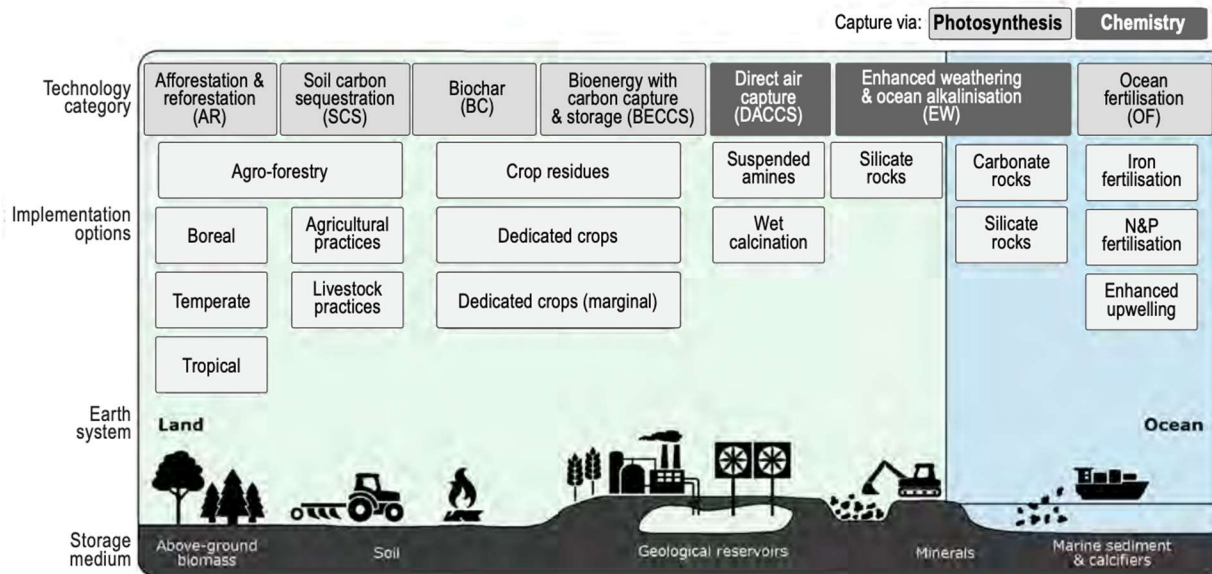 Capture via: Photosynthesis Chemistry
Technology
category
Afforestation &
reforestation
(AR)
Soil carbon
sequestration
(SCS)
Biochar
(BC)
Bioenergy with
carbon capture
& storage (BECCS)
Direct air
capture
(DACCS)
Enhanced weathering
& ocean alkalinisation
(EW)
Ocean
fertilisation
(OF)
Implementation
options
Agro-forestry
Boreal
Temperate
Tropical
Agricultural
practices
Livestock
practices
Crop residues
Dedicated crops
Dedicated crops (marginal)
Suspended
amines
Wet
calcination
Silicate
rocks
Carbonate
rocks
Silicate
rocks
Iron
fertilisation
N&P
fertilisation
Enhanced
upwelling
Earth
system
Land
Ocean
Storage
medium
Above-ground
biomass
Soil
Geological reservoirs
Minerals
Marine sediment
& calcifiers